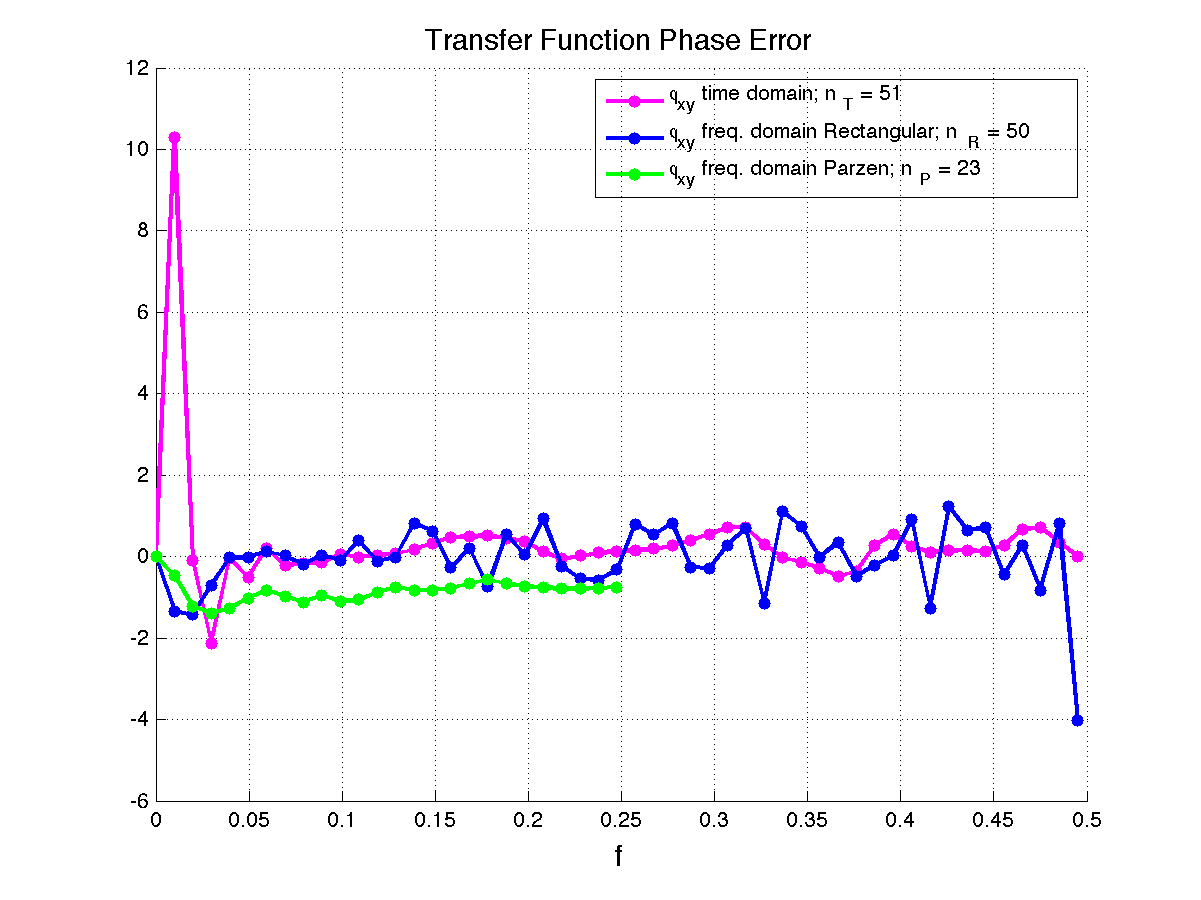 Transfer Function Phase Error
q_xy time domain; n_T = 51
q_xy freq. domain Rectangular; n_R = 50
q_xy freq. domain Parzen; n_P = 23
12
10
8
6
4
2
0
-2
-4
-6
0 0.05 0.1 0.15 0.2 0.25 0.3 0.35 0.4 0.45 0.5
f